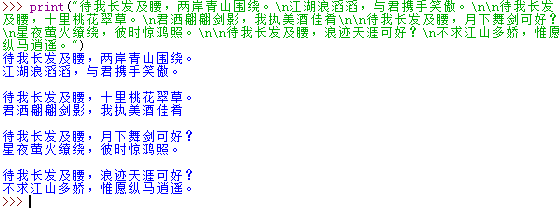 >>> print("待我长发及腰，两岸青山围绕。\n江湖浪滔滔，与君携手笑傲。\n\n待我长发
及腰，十里桃花翠草。\n君洒翩翩剑影，我执美酒佳肴\n\n待我长发及腰，月下舞剑可好？
\n星夜萤火缭绕，彼时惊鸿照。\n\n待我长发及腰，浪迹天涯可好？\n不求江山多娇，惟愿
纵马逍遥。")
待我长发及腰，两岸青山围绕。
江湖浪滔滔，与君携手笑傲。
待我长发及腰，十里桃花翠草。
君洒翩翩剑影，我执美酒佳肴
待我长发及腰，月下舞剑可好？
星夜萤火缭绕，彼时惊鸿照。
待我长发及腰，浪迹天涯可好？
不求江山多娇，惟愿纵马逍遥。
>>>